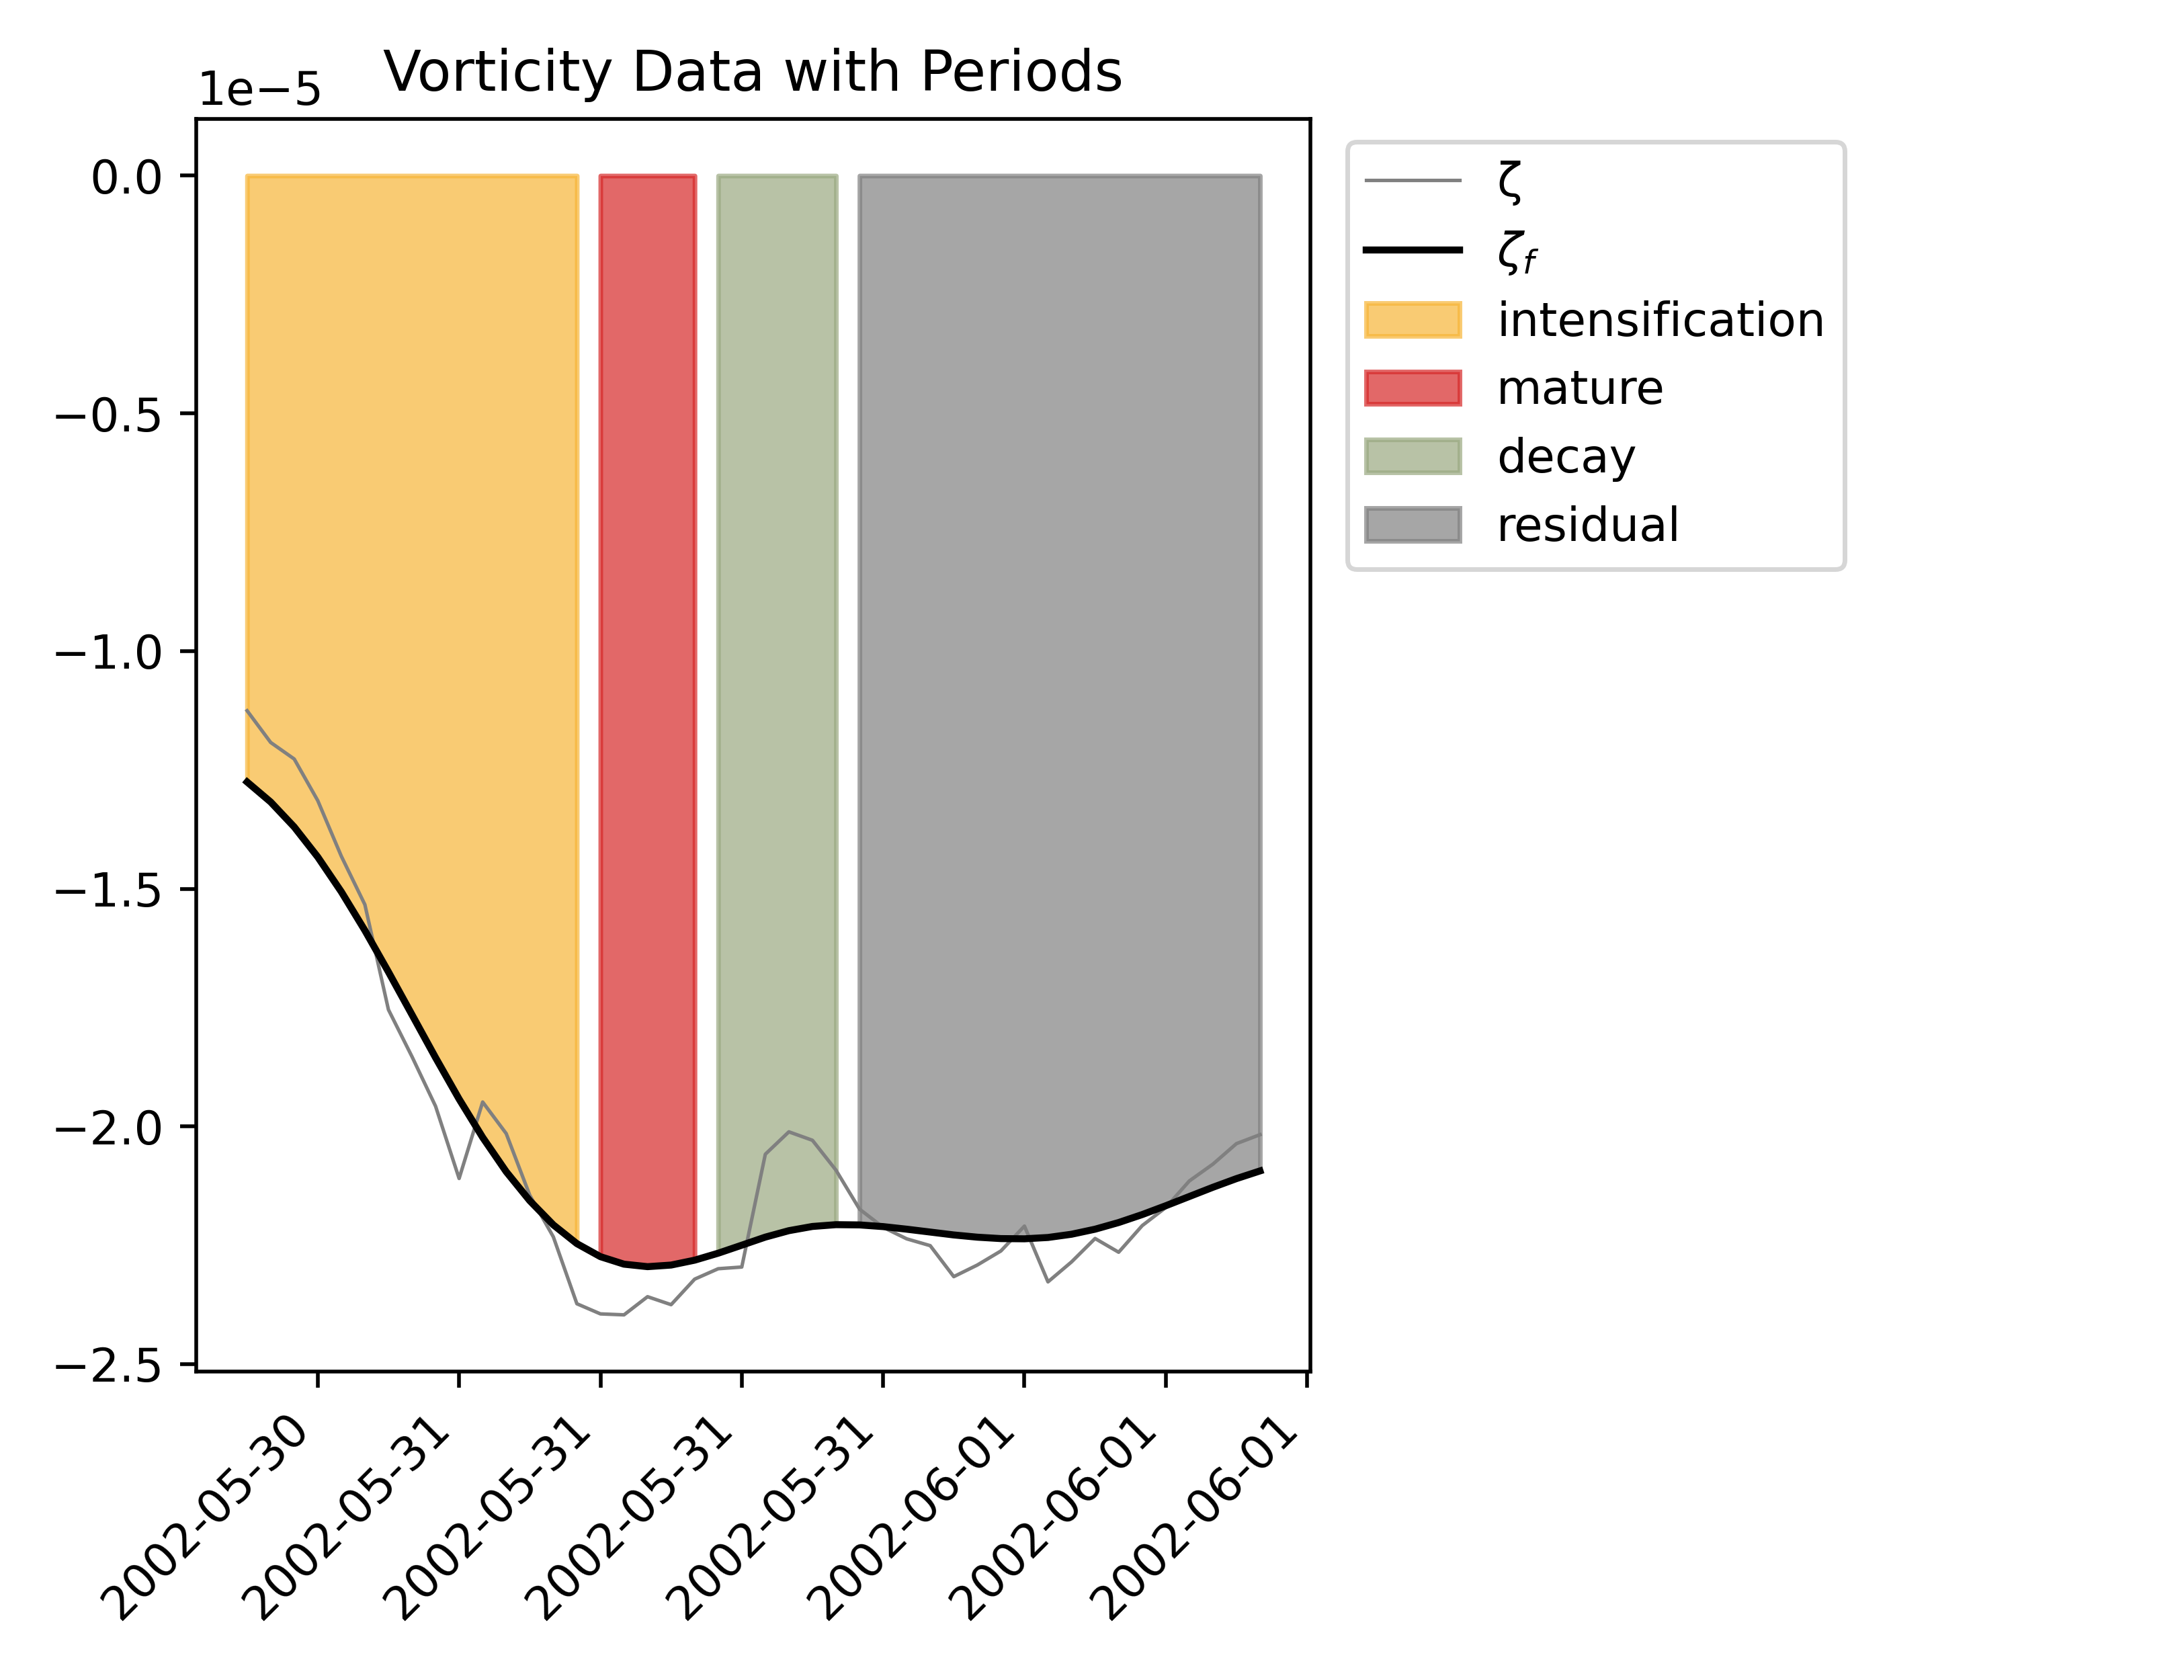 Vorticity Data with Periods
1e−5
0.0
−0.5
−1.0
−1.5
−2.0
−2.5
2002-05-30
2002-05-31
2002-05-31
2002-05-31
2002-05-31
2002-06-01
2002-06-01
2002-06-01
ζ
ζf
intensification
mature
decay
residual